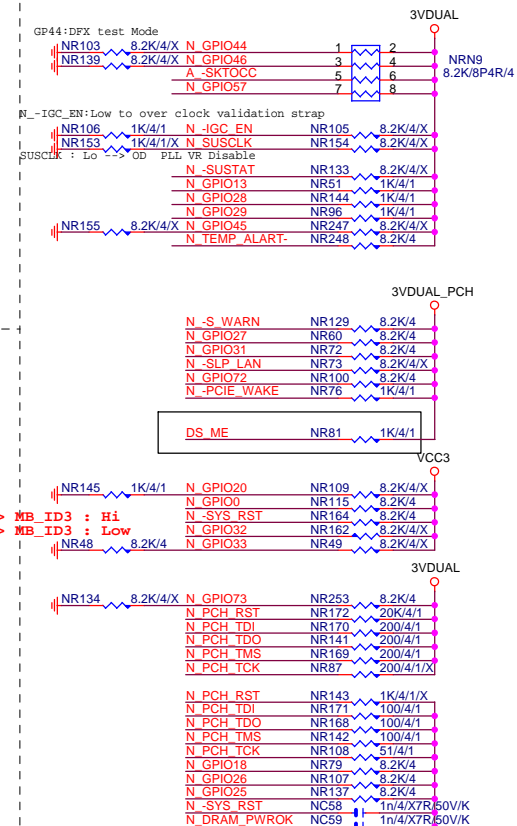 3VDUAL
GP44:DFX test Mode
NR103 8.2K/4/X N_GPIO44 1 2
NR139 8.2K/4/X N_GPIO46 3 4 NRN9
A_-SKTOCC 5 6 8.2K/8P4R/4
N_GPIO57 7 8
N_-IGC_EN:Low to over clock validation strap
NR106 1K/4/1 N_-IGC_EN NR105 8.2K/4/X
NR153 1K/4/1/X N_SUSCLK NR154 8.2K/4/X
SUSCLK : Lo --> OD PLL VR Disable
N_-SUSTAT NR133 8.2K/4/X
N_GPIO13 NR51 1K/4/1
N_GPIO28 NR144 1K/4/1
N_GPIO29 NR96 1K/4/1
NR155 8.2K/4/X N_GPIO45 NR247 8.2K/4/X
N_TEMP_ALART- NR248 8.2K/4
3VDUAL_PCH
N_-S_WARN NR129 8.2K/4
N_GPIO27 NR60 8.2K/4
N_GPIO31 NR72 8.2K/4
N_-SLP_LAN NR73 8.2K/4/X
N_GPIO72 NR100 8.2K/4
N_-PCIE_WAKE NR76 1K/4/1
DS_ME NR81 1K/4/1
VCC3
NR145 1K/4/1 N_GPIO20 NR109 8.2K/4/X
N_GPIO0 NR115 8.2K/4
> MB_ID3 : Hi N_-SYS_RST NR164 8.2K/4
> MB_ID3 : Low N_GPIO32 NR162 8.2K/4/X
NR48 8.2K/4 N_GPIO33 NR49 8.2K/4/X
3VDUAL
NR134 8.2K/4/X N_GPIO73 NR253 8.2K/4
N_PCH_RST NR172 20K/4/1
N_PCH_TDI NR170 200/4/1
N_PCH_TDO NR141 200/4/1
N_PCH_TMS NR169 200/4/1
N_PCH_TCK NR87 200/4/1/X
N_PCH_RST NR143 1K/4/1/X
N_PCH_TDI NR171 100/4/1
N_PCH_TDO NR168 100/4/1
N_PCH_TMS NR142 100/4/1
N_PCH_TCK NR108 51/4/1
N_GPIO18 NR79 8.2K/4
N_GPIO26 NR107 8.2K/4
N_GPIO25 NR137 8.2K/4
N_-SYS_RST NC58 1n/4/X7R/50V/K
N_DRAM_PWROK NC59 1n/4/X7R/50V/K